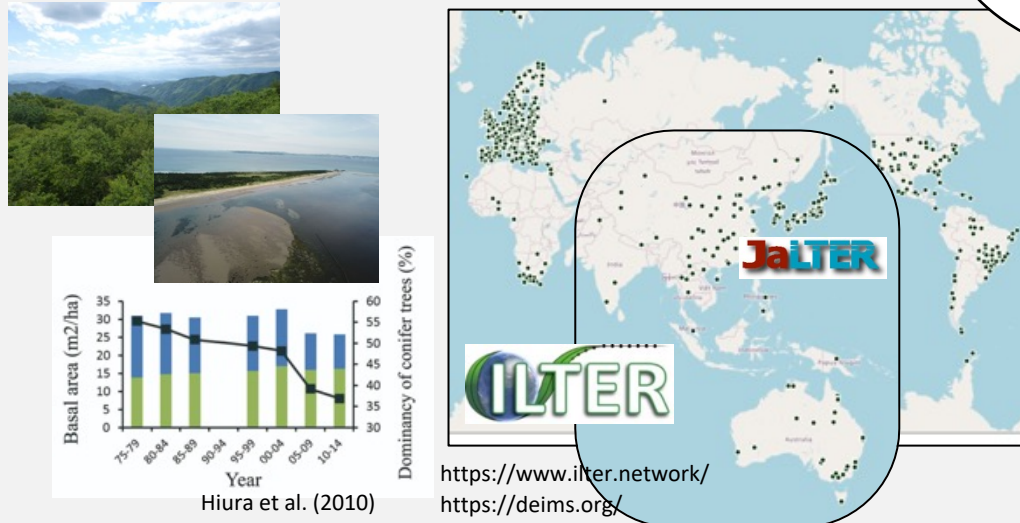 Basal area (m2/ha)
35
30
25
20
15
10
5
0
60
55
50
45
40
35
30
Dominancy of conifer trees (%)
75-79
80-84
85-89
90-94
95-99
00-04
05-09
10-14
Year
Hiura et al. (2010)
JaLTER
ILTER
India
Australia
https://www.ilter.network/
https://deims.org/